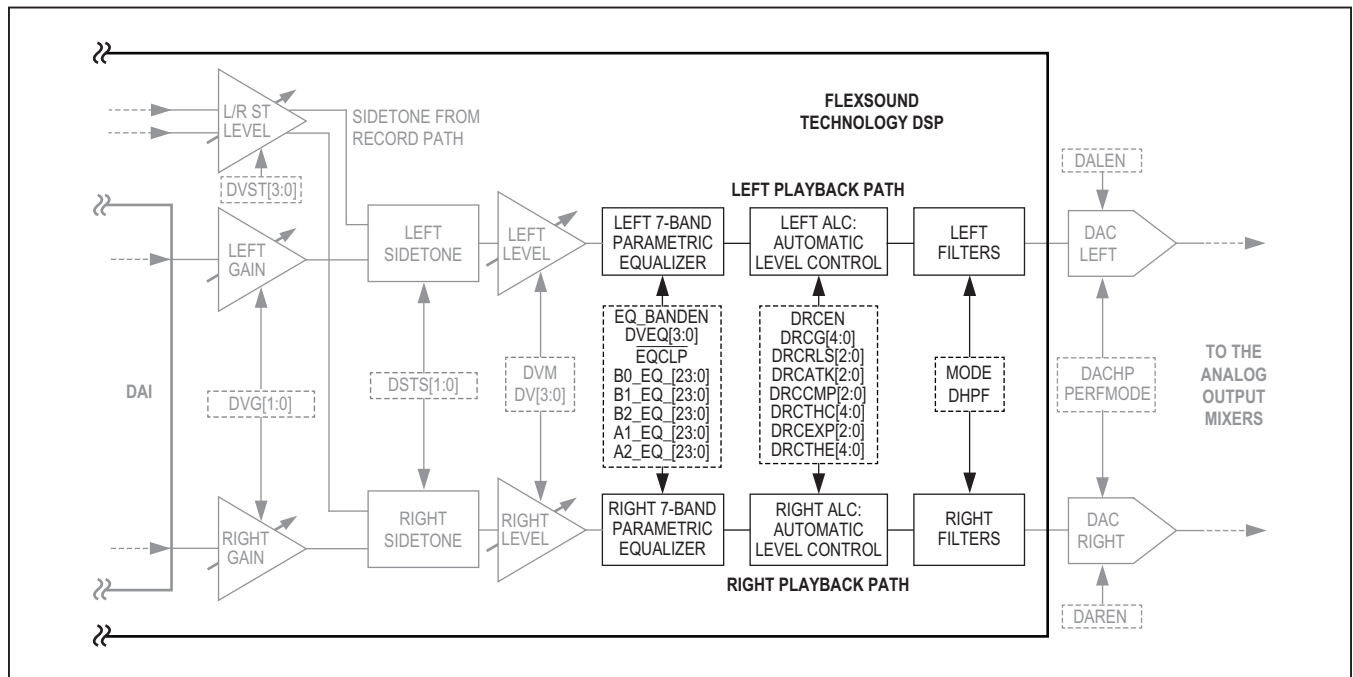 L/R ST
LEVEL
SIDETONE FROM
RECORD PATH
FLEXSOUND
TECHNOLOGY DSP
DVST[3:0]
DALEN
LEFT PLAYBACK PATH
LEFT
GAIN
LEFT
SIDETONE
LEFT
LEVEL
LEFT 7-BAND
PARAMETRIC
EQUALIZER
LEFT ALC:
AUTOMATIC
LEVEL CONTROL
LEFT
FILTERS
DAC
LEFT
DAI
DVG[1:0]
DSTS[1:0]
DVM
DV[3:0]
EQ_BANDEN
DVEQ[3:0]
EQCLP
B0_EQ_[23:0]
B1_EQ_[23:0]
B2_EQ_[23:0]
A1_EQ_[23:0]
A2_EQ_[23:0]
DRCEN
DRCG[4:0]
DRCRLS[2:0]
DRCATK[2:0]
DRCCMP[2:0]
DRCTHC[4:0]
DRCEXP[2:0]
DRCTHE[4:0]
MODE
DHPF
DACHP
PERFMODE
TO THE
ANALOG
OUTPUT
MIXERS
RIGHT
GAIN
RIGHT
SIDETONE
RIGHT
LEVEL
RIGHT 7-BAND
PARAMETRIC
EQUALIZER
RIGHT ALC:
AUTOMATIC
LEVEL CONTROL
RIGHT
FILTERS
DAC
RIGHT
RIGHT PLAYBACK PATH
DAREN